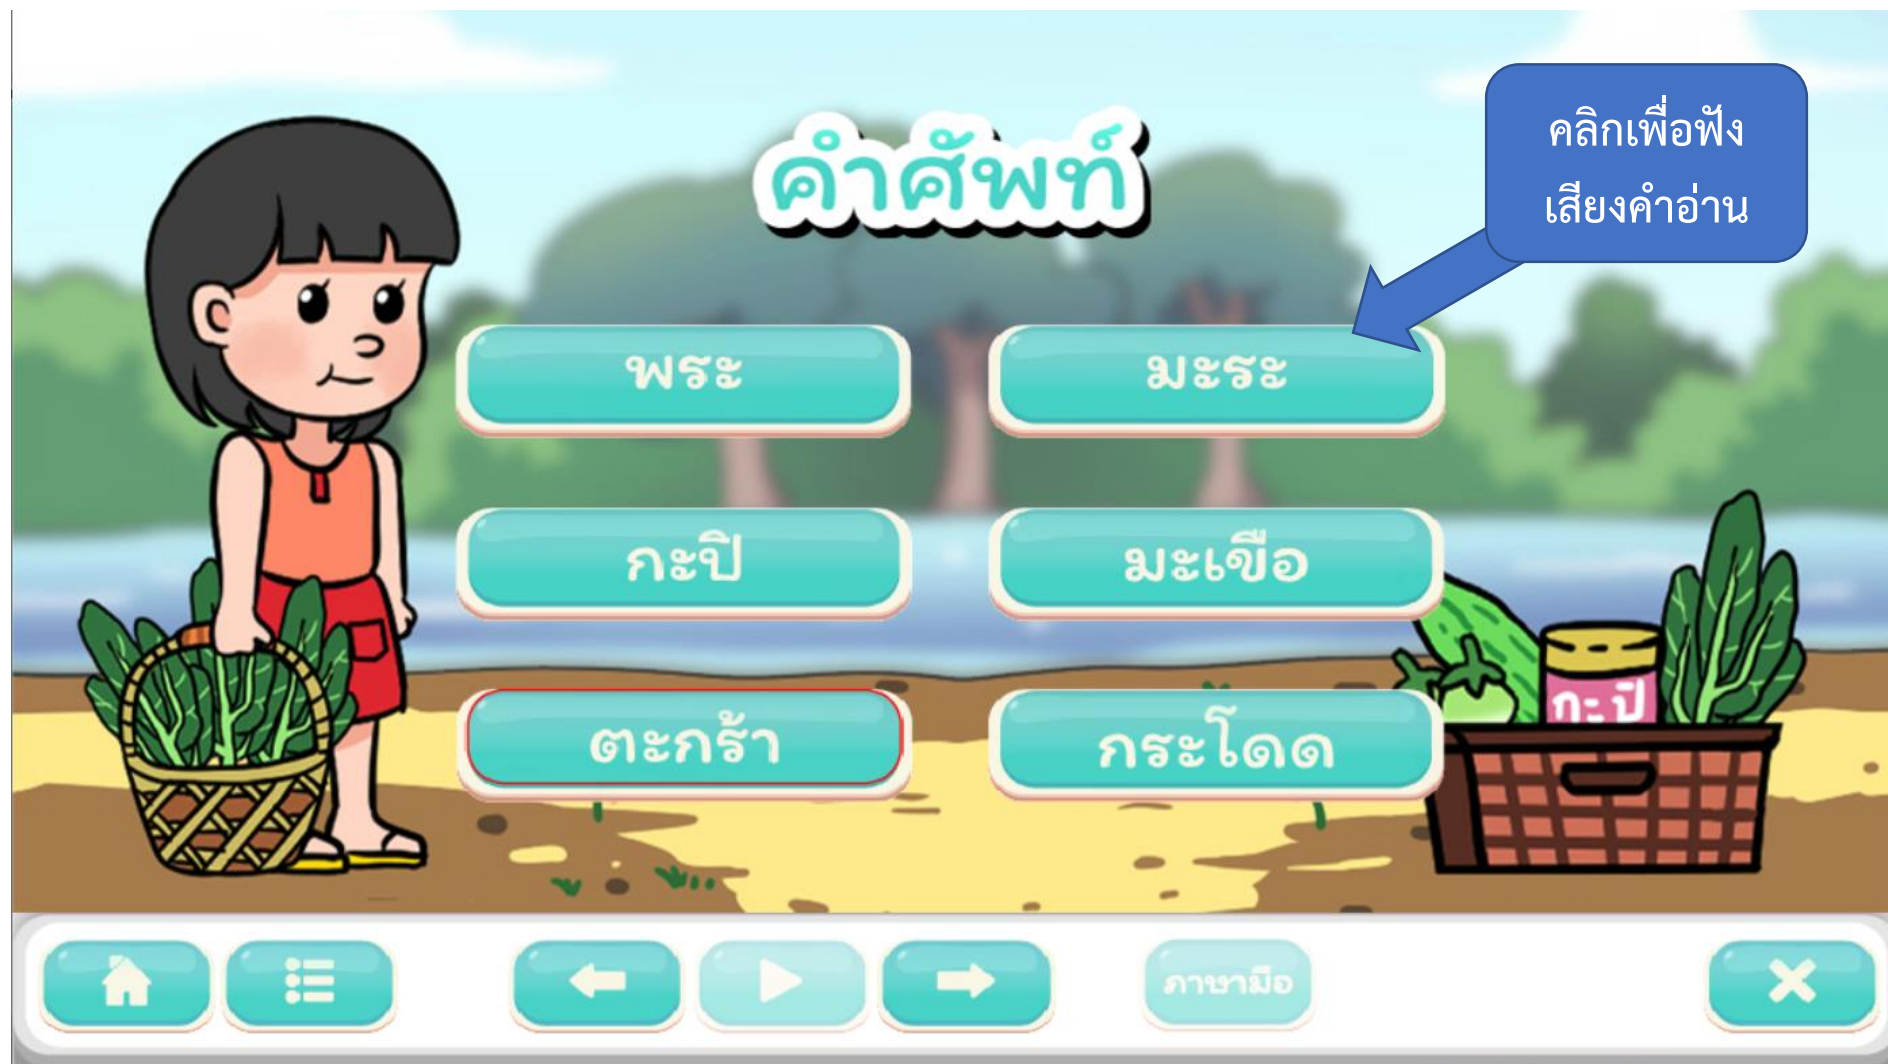 คำศัพท์
คลิกเพื่อฟัง
เสียงคำอ่าน
พระ
มะระ
กะปิ
มะเขือ
ตะกร้า
กระโดด
กะปิ
ภาษามือ